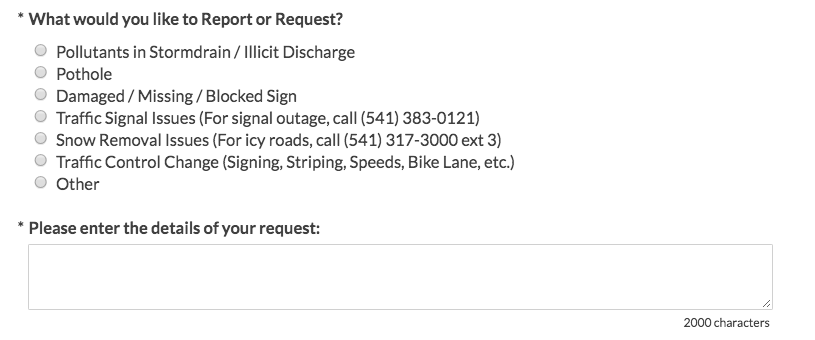 * What would you like to Report or Request?
Pollutants in Stormdrain / Illicit Discharge
Pothole
Damaged / Missing / Blocked Sign
Traffic Signal Issues (For signal outage, call (541) 383-0121)
Snow Removal Issues (For icy roads, call (541) 317-3000 ext 3)
Traffic Control Change (Signing, Striping, Speeds, Bike Lane, etc.)
Other
* Please enter the details of your request:
2000 characters